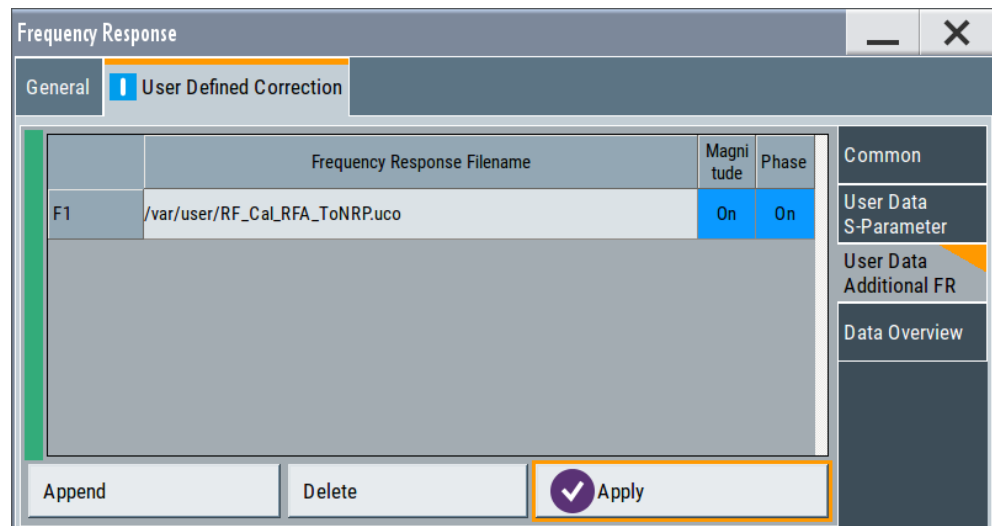 Frequency Response
General
User Defined Correction
Frequency Response Filename
Magni
tude
Phase
F1
/var/user/RF_Cal_RFA_ToNRP.uco
On
On
Common
User Data
S-Parameter
User Data
Additional FR
Data Overview
Append
Delete
Apply